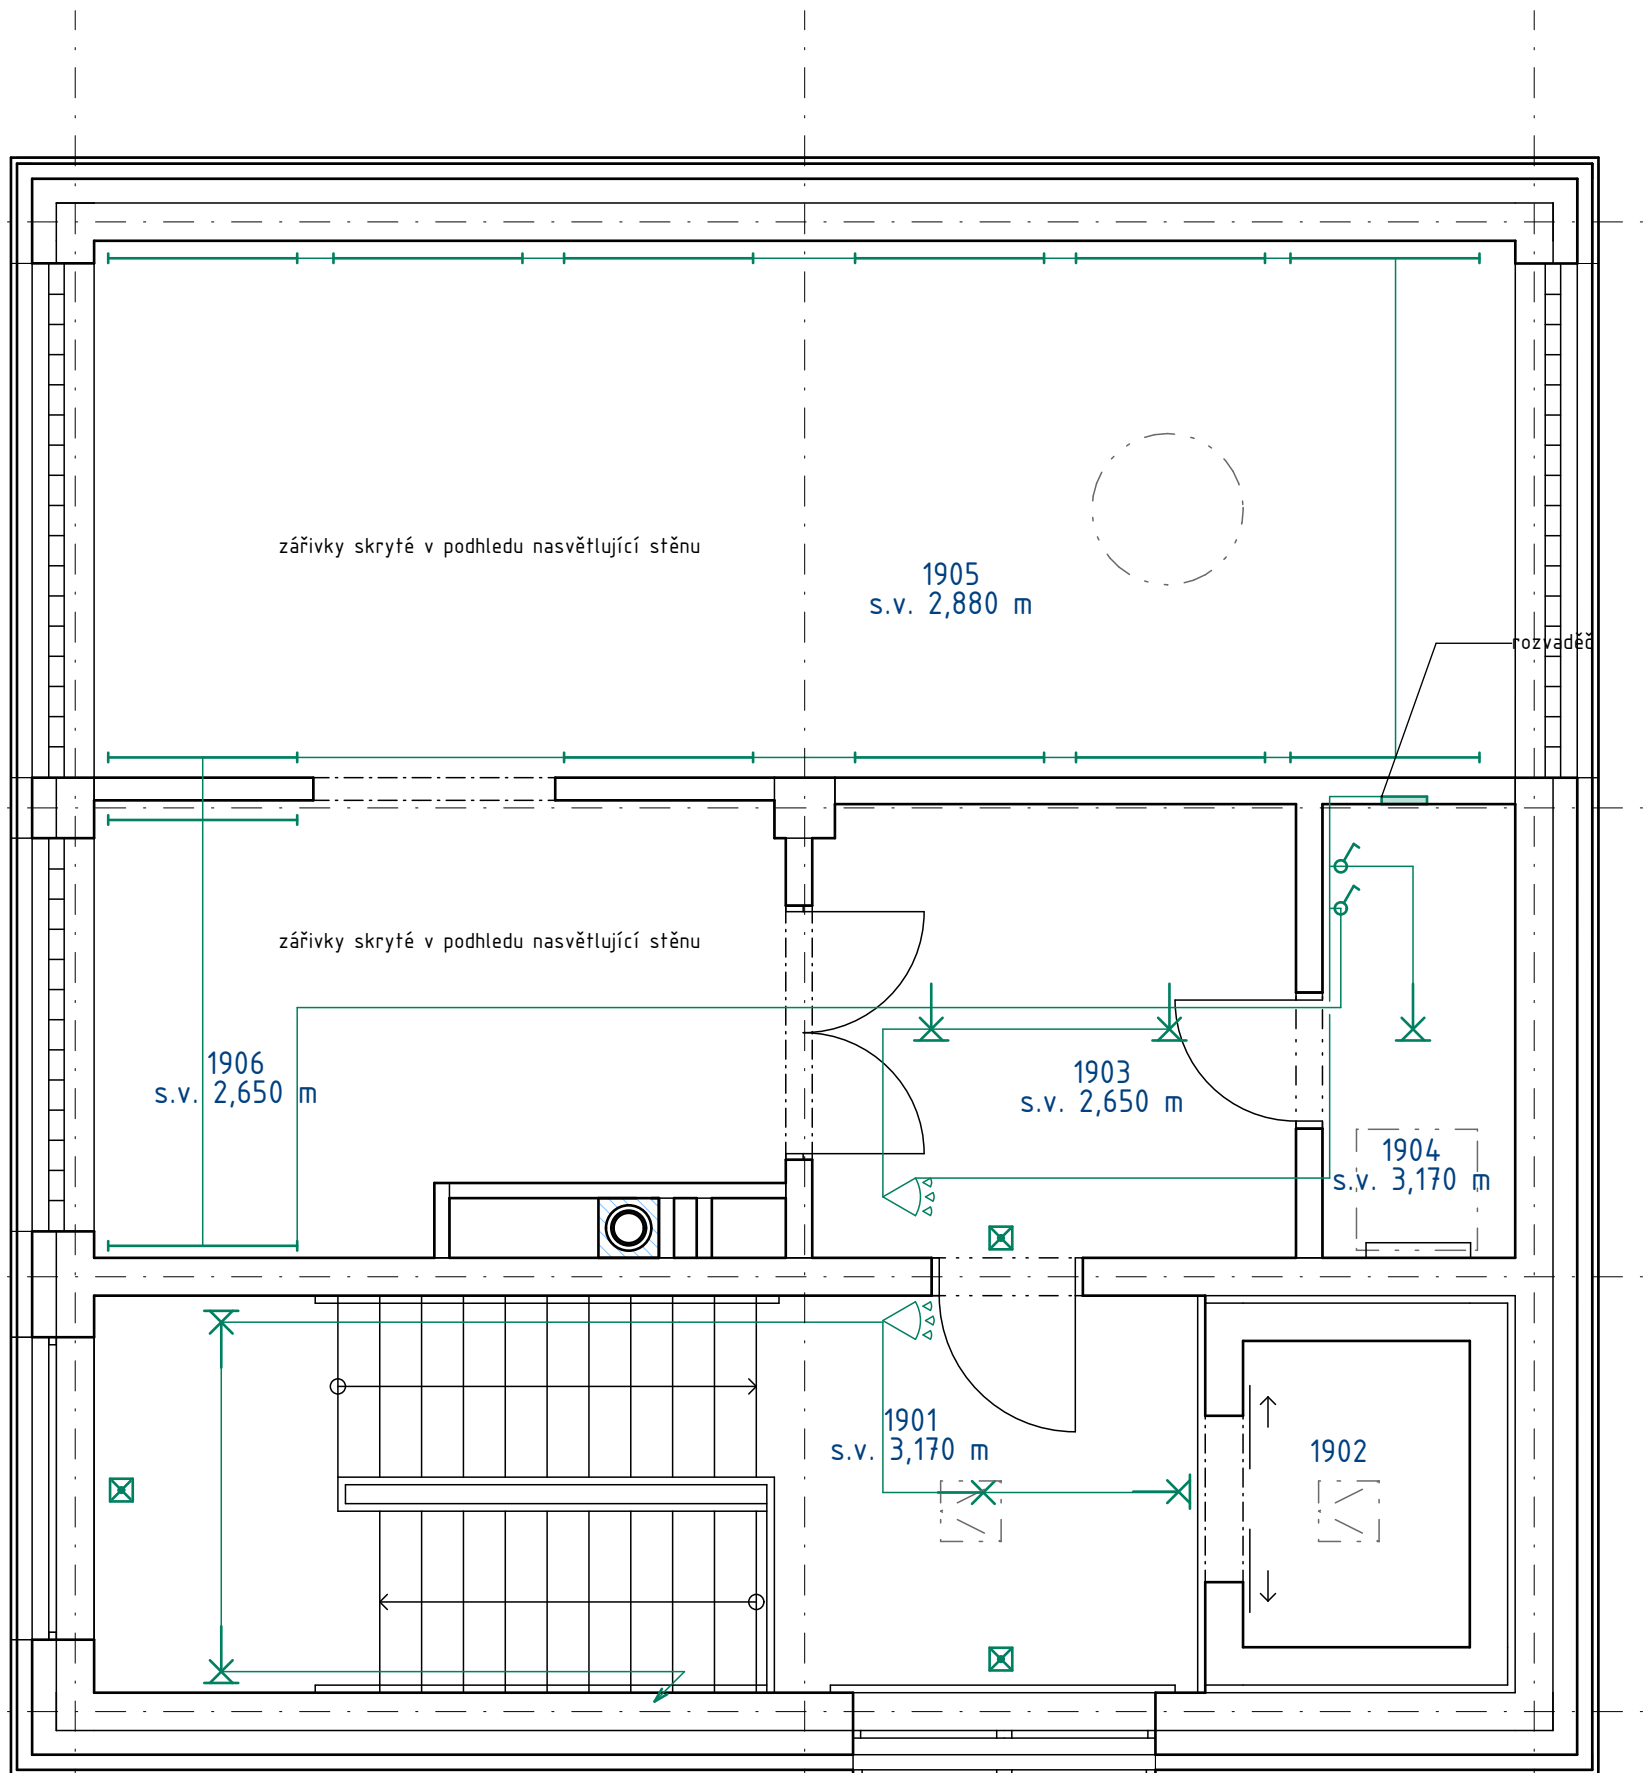 zářivky skryté v podhledu nasvětlující stěnu
1905
s.v. 2,880 m
rozvaděč
zářivky skryté v podhledu nasvětlující stěnu
1906
s.v. 2,650 m
1903
s.v. 2,650 m
1904
s.v. 3,170 m
1901
s.v. 3,170 m
1902